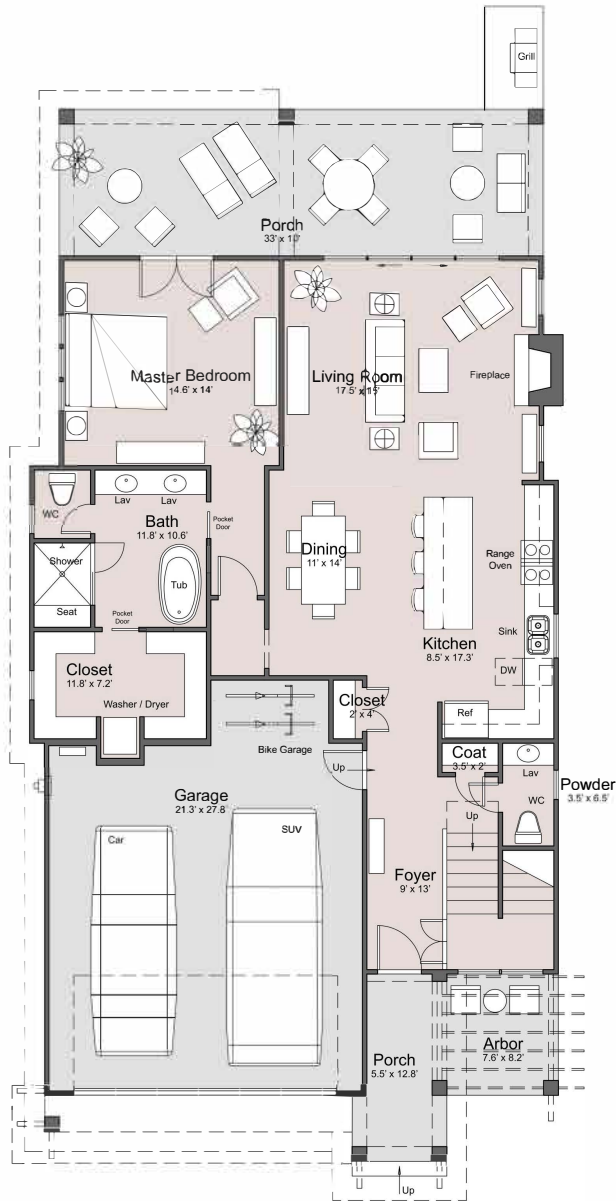 Grill
Porch
33' x 10'
Master Bedroom
14.6' x 14'
Living Room
17.5' x 15'
Fireplace
WC
Lav
Lav
Bath
11.8' x 10.6'
Pocket
Door
Shower
Seat
Tub
Pocket
Door
Dining
11' x 14'
Range
Oven
Sink
Kitchen
8.5' x 17.3'
DW
Closet
11.8' x 7.2'
Washer / Dryer
Closet
2' x 4'
Ref
Bike Garage
Coat
3.5' x 2'
Up
Lav
WC
Powder
3.5' x 6.5'
Garage
21.3' x 27.8'
Up
Car
SUV
Foyer
9' x 13'
Arbor
7.6' x 8.2'
Porch
5.5' x 12.8'
Up